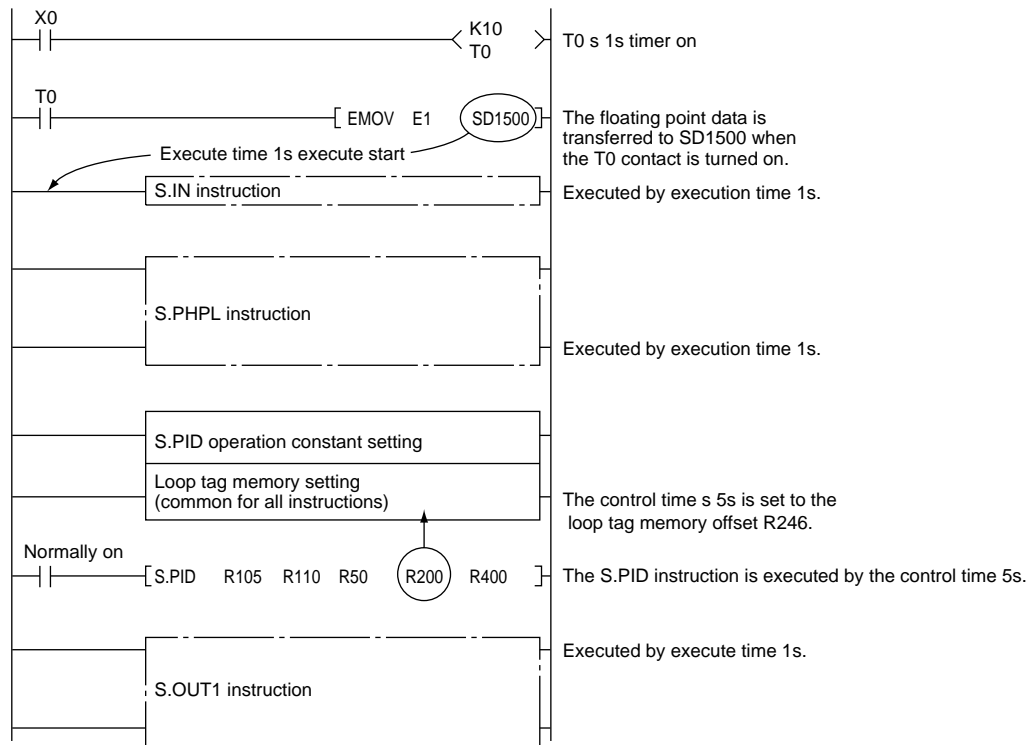 X0
K10
T0
T0 s 1s timer on
T0
EMOV E1 SD1500
The floating point data is
transferred to SD1500 when
the T0 contact is turned on.
Execute time 1s execute start
S.IN instruction
Executed by execution time 1s.
S.PHPL instruction
Executed by execution time 1s.
S.PID operation constant setting
Loop tag memory setting
(common for all instructions)
The control time s 5s is set to the
loop tag memory offset R246.
Normally on
S.PID R105 R110 R50 R200 R400
The S.PID instruction is executed by the control time 5s.
Executed by execute time 1s.
S.OUT1 instruction